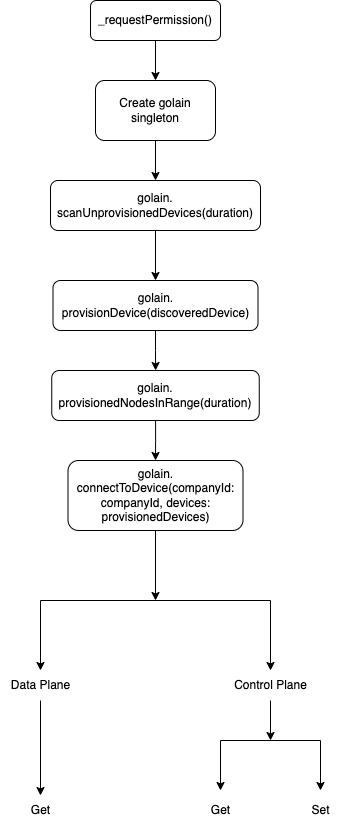 _requestPermission()
Create golain
singleton
golain.
scanUnprovisionedDevices(duration)
golain.
provisionDevice(discoveredDevice)
golain.
provisionedNodesInRange(duration)
golain.
connectToDevice(companyId:
companyId, devices:
provisionedDevices)
Data Plane
Control Plane
Get
Get
Set